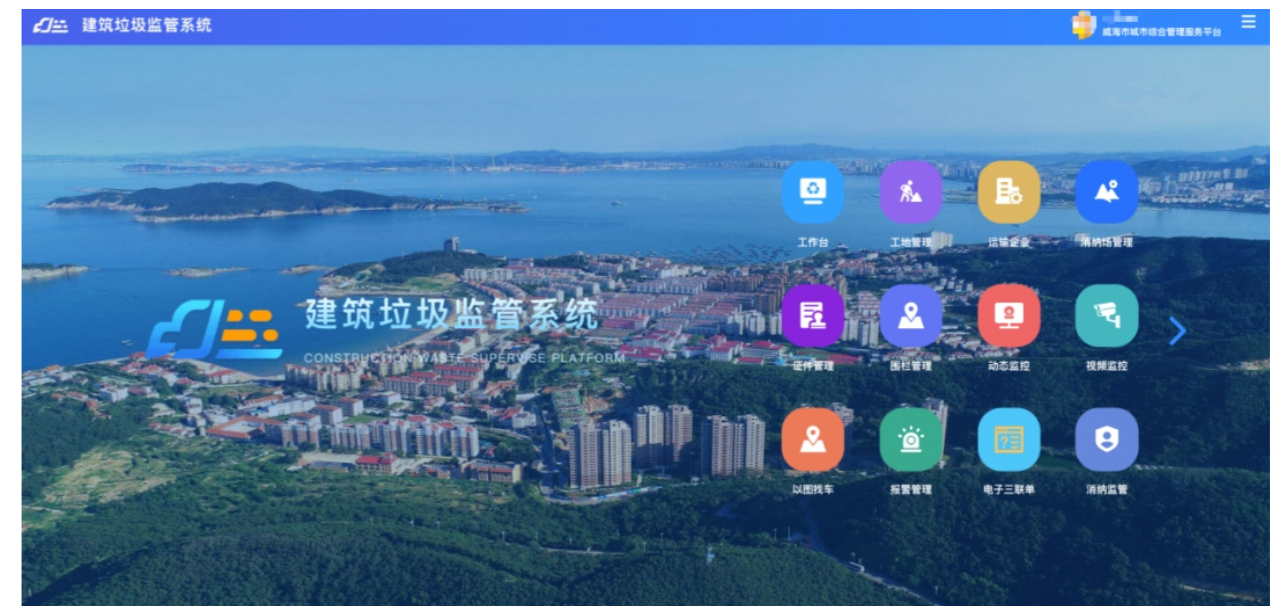 建筑垃圾监管系统
威海市城市综合管理服务平台
工作台 工地管理 运输企业 消纳场管理
建筑垃圾监管系统
CONSTRUCTION WASTE SUPERVISE PLATFORM
证件管理 围栏管理 动态监控 视频监控
以图找车 报警管理 电子三联单 消纳监管